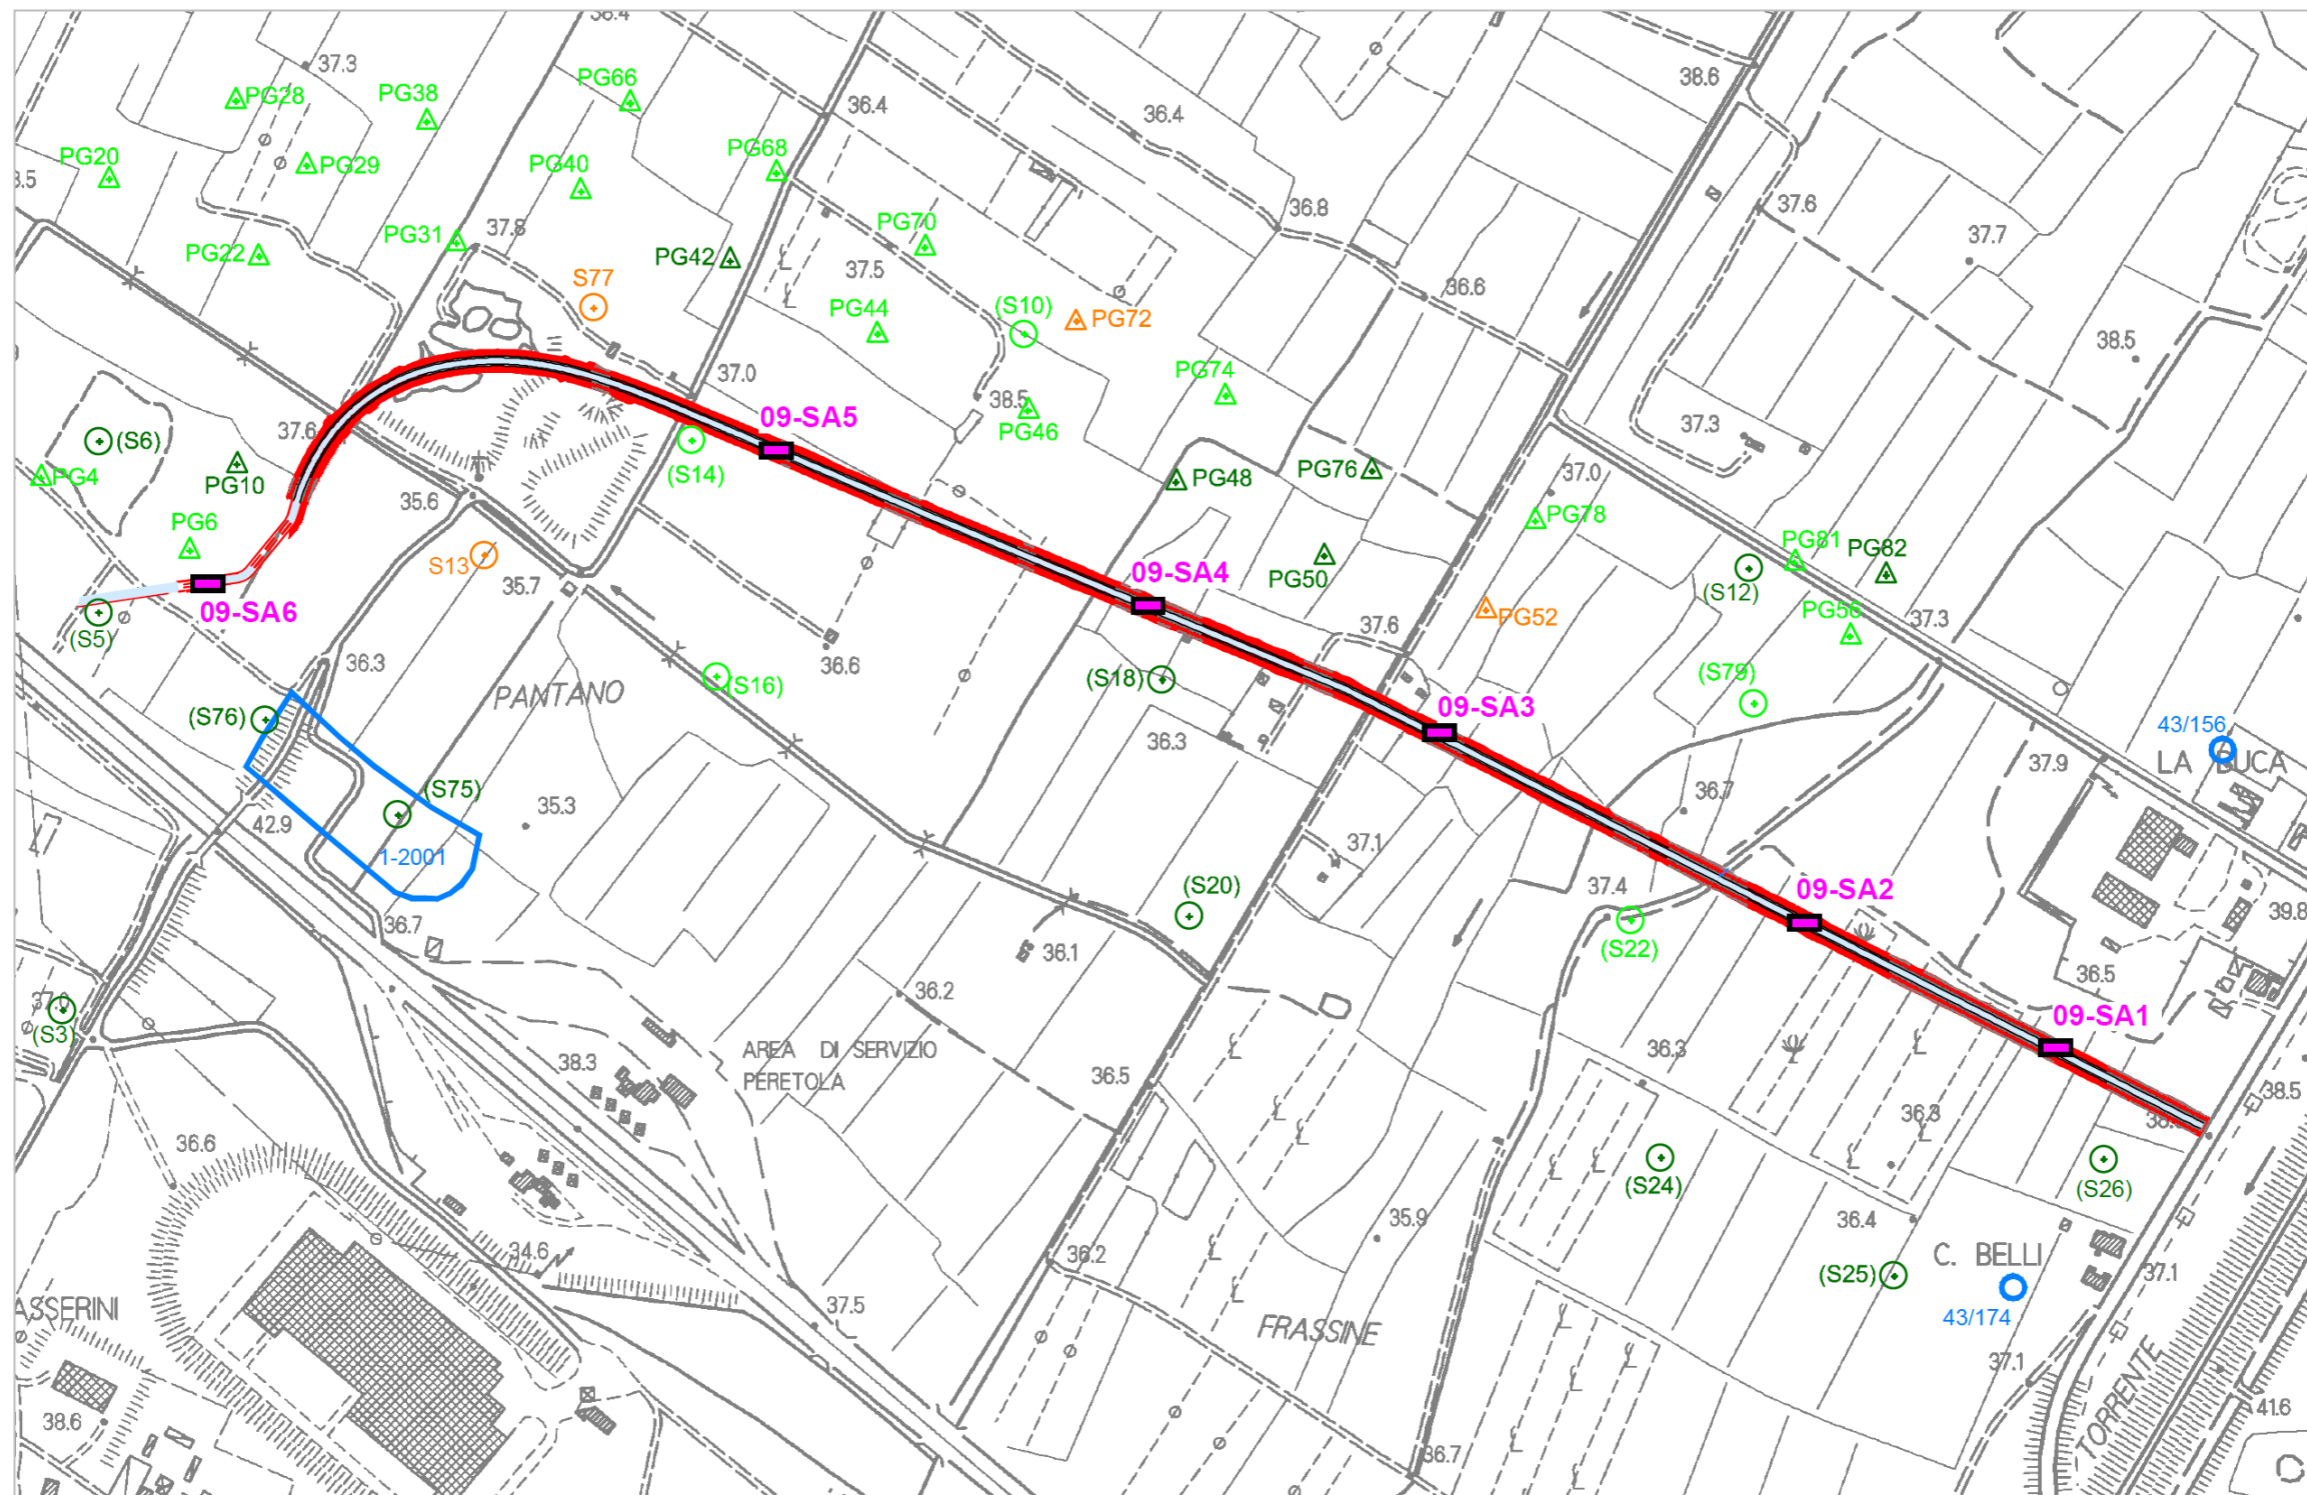 36.4
37.3
PG28
PG38
PG66
36.4
36.4
38.6
PG20
PG29
PG40
PG68
37.6
36.8
37.7
PG31
37.8
PG22
PG42
PG70
37.5
S77
36.6
PG44
(S10)
PG72
38.5
37.0
PG74
38.5
09-SA5
PG46
37.3
37.6
(S6)
(S14)
PG4
PG10
35.6
PG48
PG76
37.0
PG6
PG78
S13
35.7
09-SA4
PG50
PG81
PG82
(S12)
09-SA6
(S5)
PG52
PG56
37.3
37.6
36.3
36.6
PANTANO
(S16)
(S18)
(S79)
09-SA3
43/156
(S76)
36.3
37.9
LA BUCA
(S75)
35.3
36.7
42.9
37.1
1-2001
(S20)
37.4
09-SA2
36.7
39.8
36.1
(S22)
36.5
36.2
37.0
(S3)
09-SA1
AREA DI SERVIZIO
PERETOLA
38.3
36.5
36.3
38.5
36.3
36.6
(S24)
(S26)
35.9
36.4
34.6
36.2
C. BELLI
(S25)
37.1
ASSERINI
37.5
43/174
FRASSINE
37.1
38.6
36.7
TORRENTE
41.6